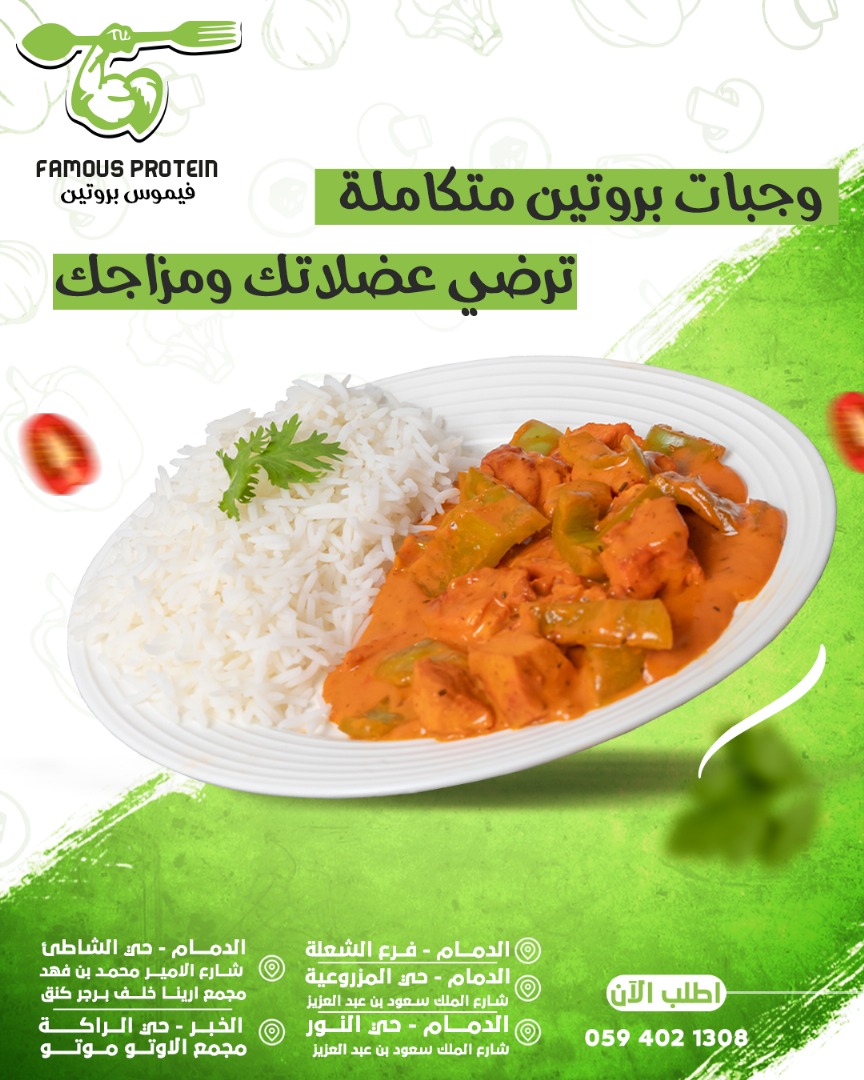 FAMOUS PROTEIN
فيموس بروتين
وجبات بروتين متكاملة
ترضي عضلاتك ومزاجك
الدمام - فرع الشعلة
الدمام - حي المزروعية
شارع الملك سعود بن عبد العزيز
الدمام - حي النور
شارع الملك سعود بن عبد العزيز
الدمام - حي الشاطئ
شارع الامير محمد بن فهد
مجمع ارينا خلف برجر كنق
الخبر - حي الراكة
مجمع الاوتو موتو
اطلب الآن
059 402 1308